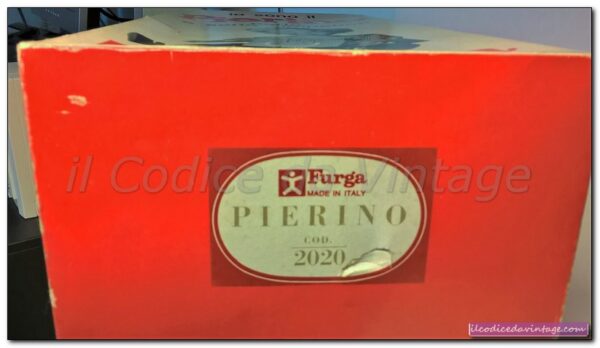 il Codice da Vintage
Furga
MADE IN ITALY
PIERINO
COD.
2020
ilcodicedavintage.com